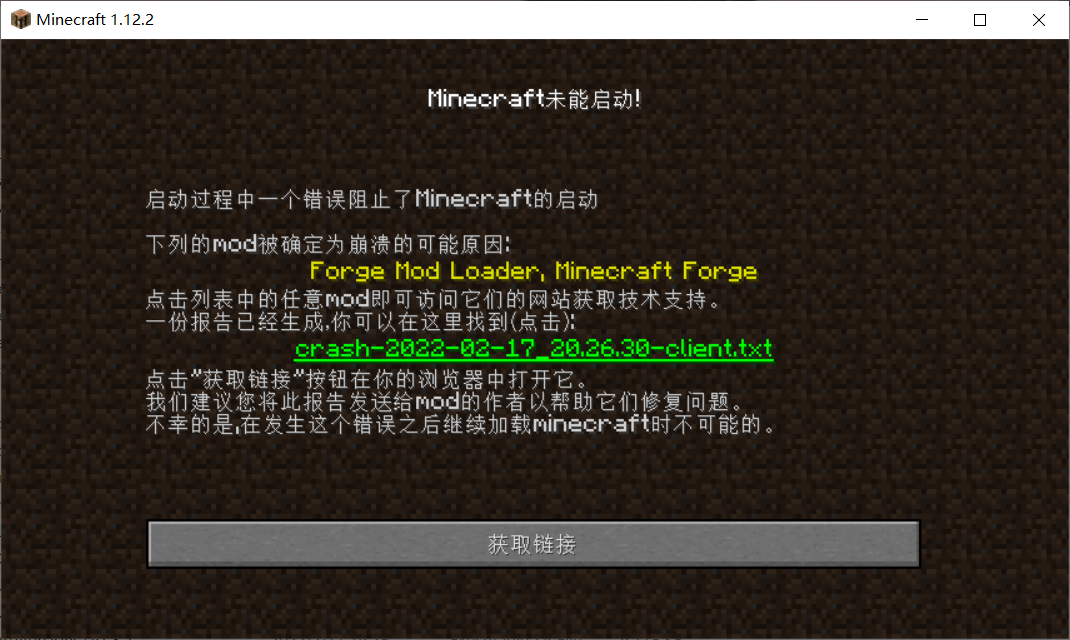 Minecraft 1.12.2
Minecraft未能启动!
启动过程中一个错误阻止了Minecraft的启动
下列的mod被确定为崩溃的可能原因:
Forge Mod Loader, Minecraft Forge
点击列表中的任意mod即可访问它们的网站获取技术支持。
一份报告已经生成,你可以在这里找到(点击):
crash-2022-02-17_20.26.30-client.txt
点击"获取链接"按钮在你的浏览器中打开它。
我们建议您将此报告发送给mod的作者以帮助它们修复问题。
不幸的是,在发生这个错误之后继续加载minecraft时不可能的。
获取链接